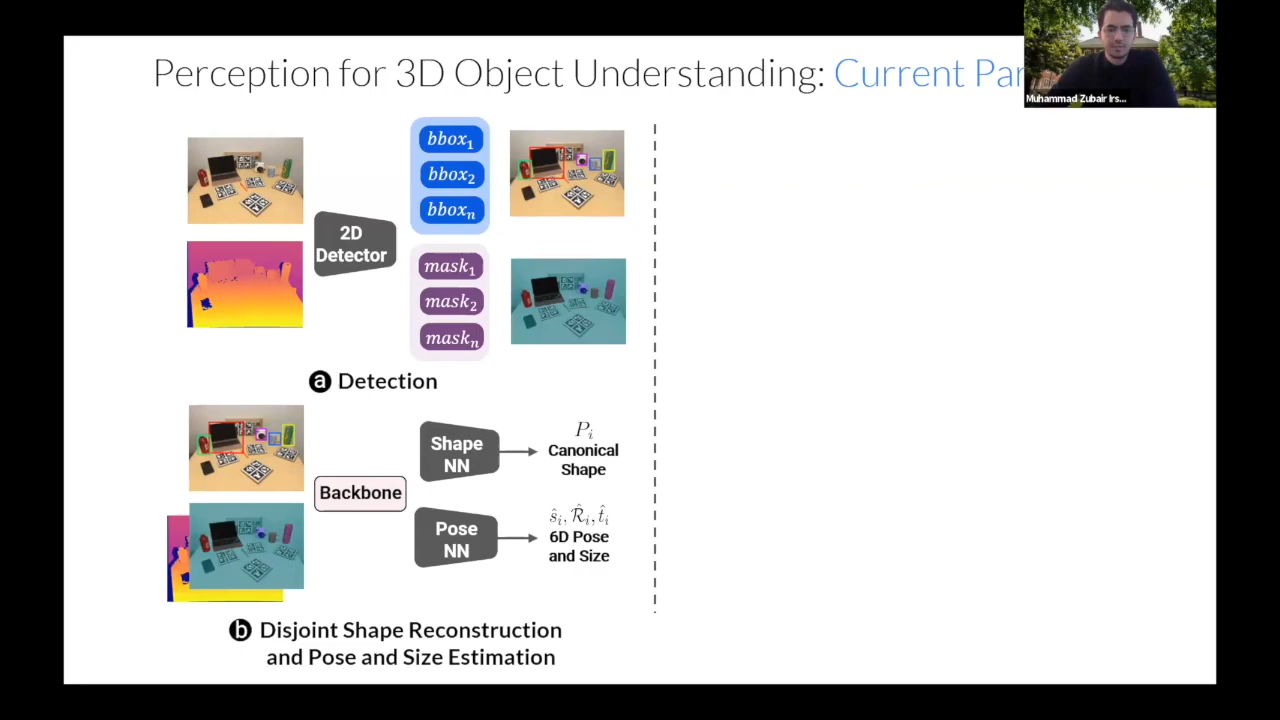 Perception for 3D Object Understanding: Current Par
Muhammad Zubair Irs...
bbox1
bbox2
bboxn
2D
Detector
mask1
mask2
maskn
a Detection
Shape
NN
Pi
Canonical
Shape
Backbone
Pose
NN
ŝi, R̂i, t̂i
6D Pose
and Size
b Disjoint Shape Reconstruction
and Pose and Size Estimation